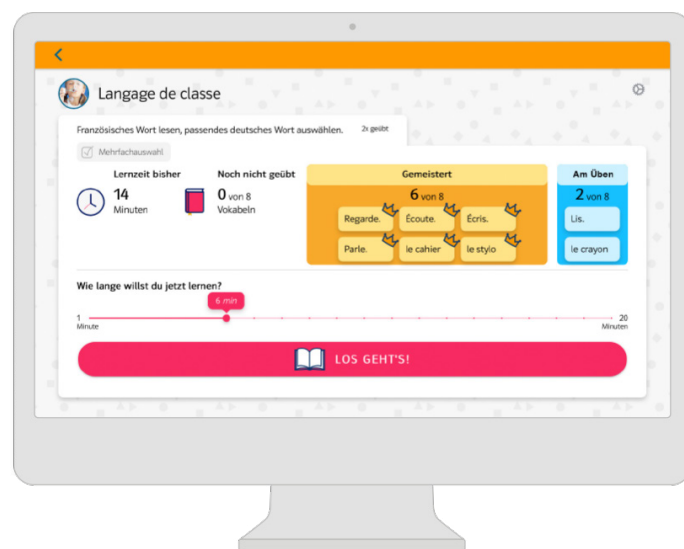 Langage de classe
Französisches Wort lesen, passendes deutsches Wort auswählen. 2x geübt
Mehrfachauswahl
Lernzeit bisher
14
Minuten
Noch nicht geübt
0 von 8
Vokabeln
Gemeistert
6 von 8
Regarde. Écoute. Écris.
Parle. le cahier le stylo
Am Üben
2 von 8
Lis.
le crayon
Wie lange willst du jetzt lernen?
6 min
1
Minute
20
Minuten
LOS GEHT'S!